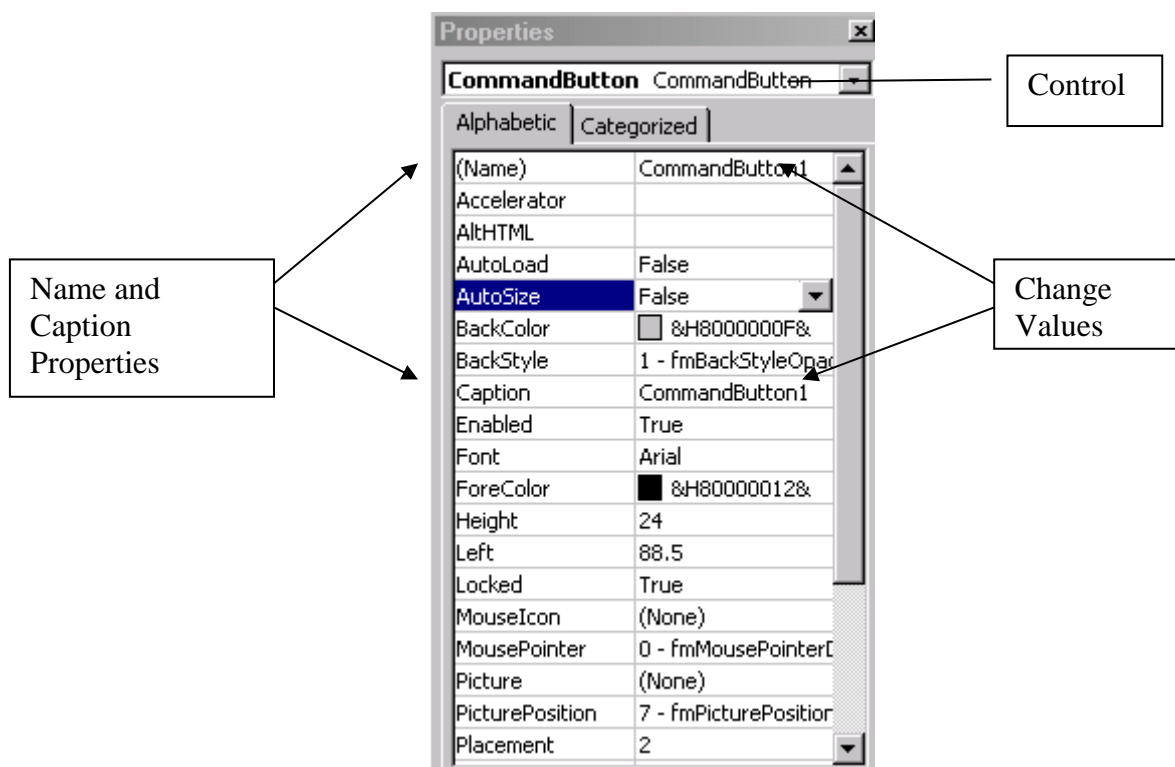 Properties
CommandButton CommandButton
Control
Alphabetic Categorized
(Name) CommandButton1
Accelerator
AltHTML
AutoLoad False
AutoSize False
BackColor &H8000000F&
BackStyle 1 - fmBackStyleOpac
Caption CommandButton1
Enabled True
Font Arial
ForeColor &H80000012&
Height 24
Left 88.5
Locked True
MouseIcon (None)
MousePointer 0 - fmMousePointerD
Picture (None)
PicturePosition 7 - fmPicturePosition
Placement 2
Name and
Caption
Properties
Change
Values